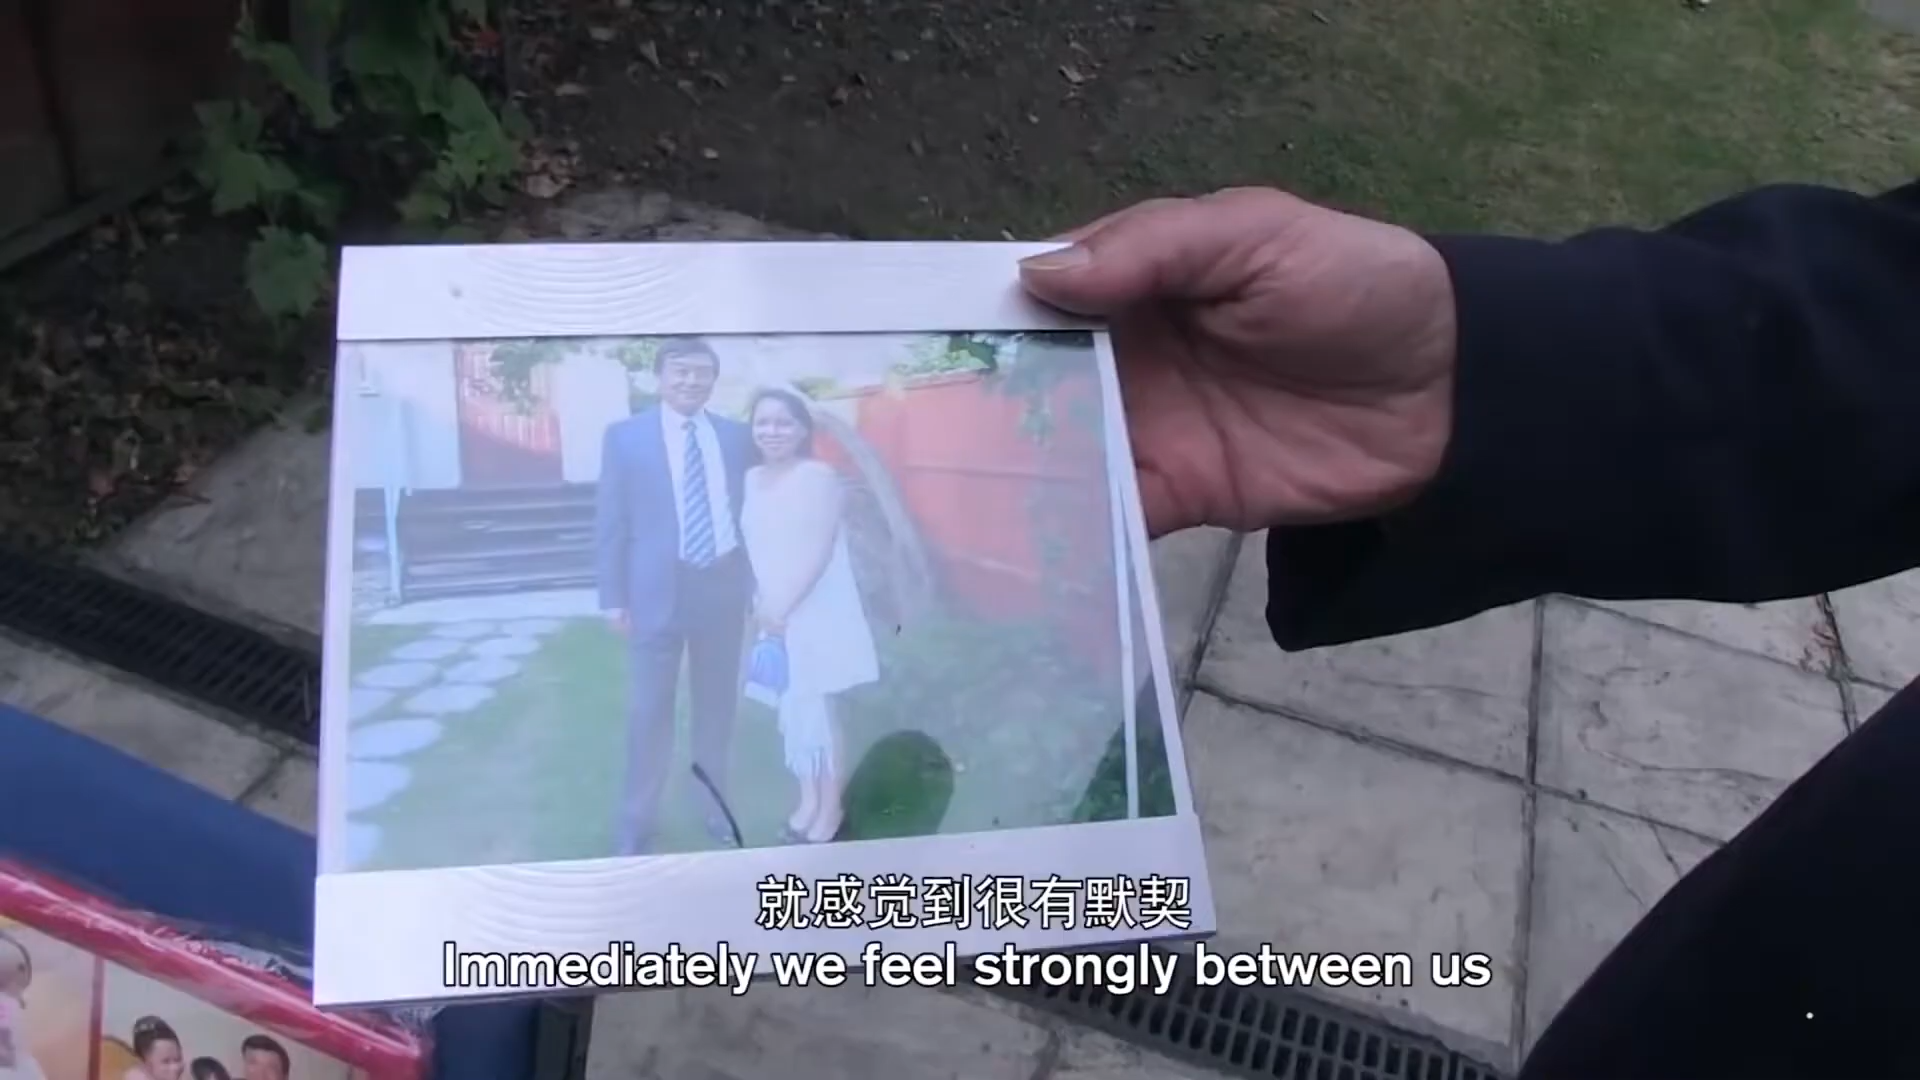 就感觉到很有默契
Immediately we feel strongly between us